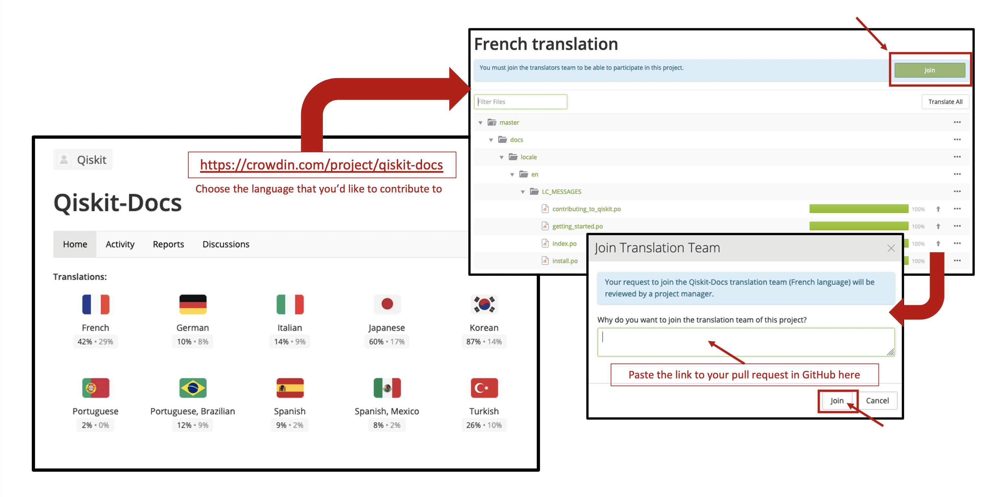 Qiskit
https://crowdin.com/project/qiskit-docs
Choose the language that you’d like to contribute to
Qiskit-Docs
Home Activity Reports Discussions
Translations:
French German Italian Japanese Korean
42% • 29% 10% • 8% 14% • 9% 60% • 17% 87% • 14%
Portuguese Portuguese, Brazilian Spanish Spanish, Mexico Turkish
2% • 0% 12% • 9% 9% • 2% 8% • 2% 26% • 10%
French translation
You must join the translators team to be able to participate in this project.
Join
Filter Files
Translate All
master
docs
locale
en
LC_MESSAGES
contributing_to_qiskit.po 100%
getting_started.po 100%
index.po 100%
install.po 100%
Join Translation Team
Your request to join the Qiskit-Docs translation team (French language) will be
reviewed by a project manager.
Why do you want to join the translation team of this project?
Paste the link to your pull request in GitHub here
Join Cancel